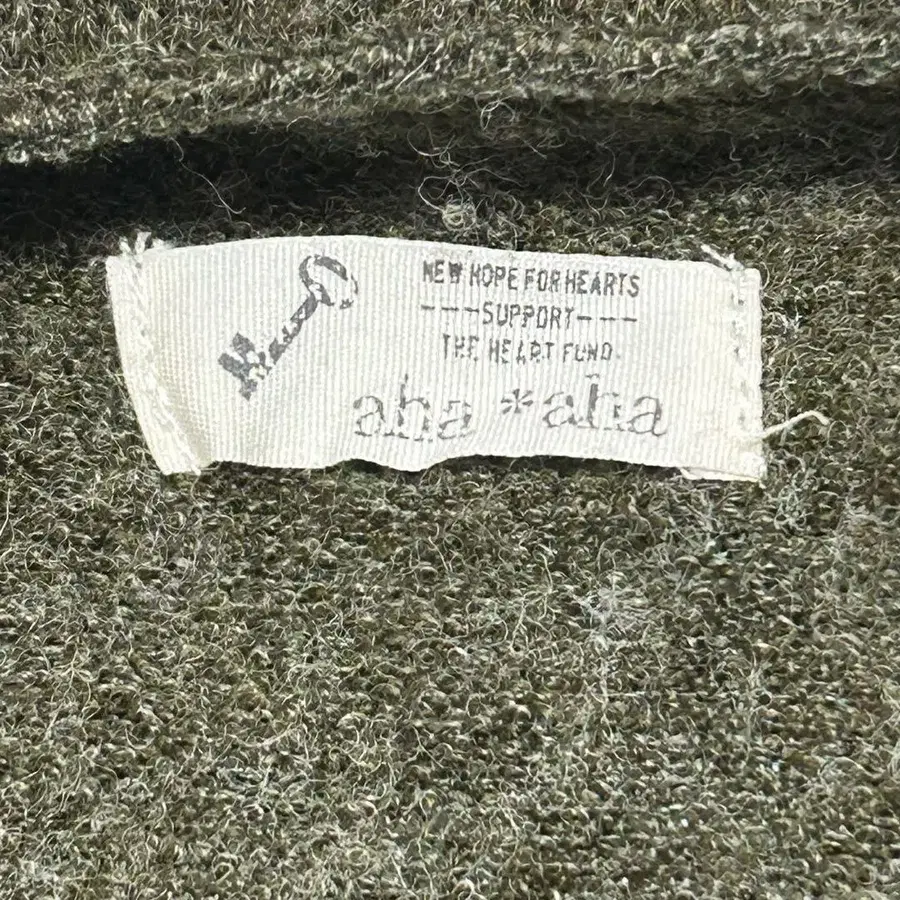 NEW HOPE FOR HEARTS
---SUPPORT---
THE HEART FUND.
aha *aha